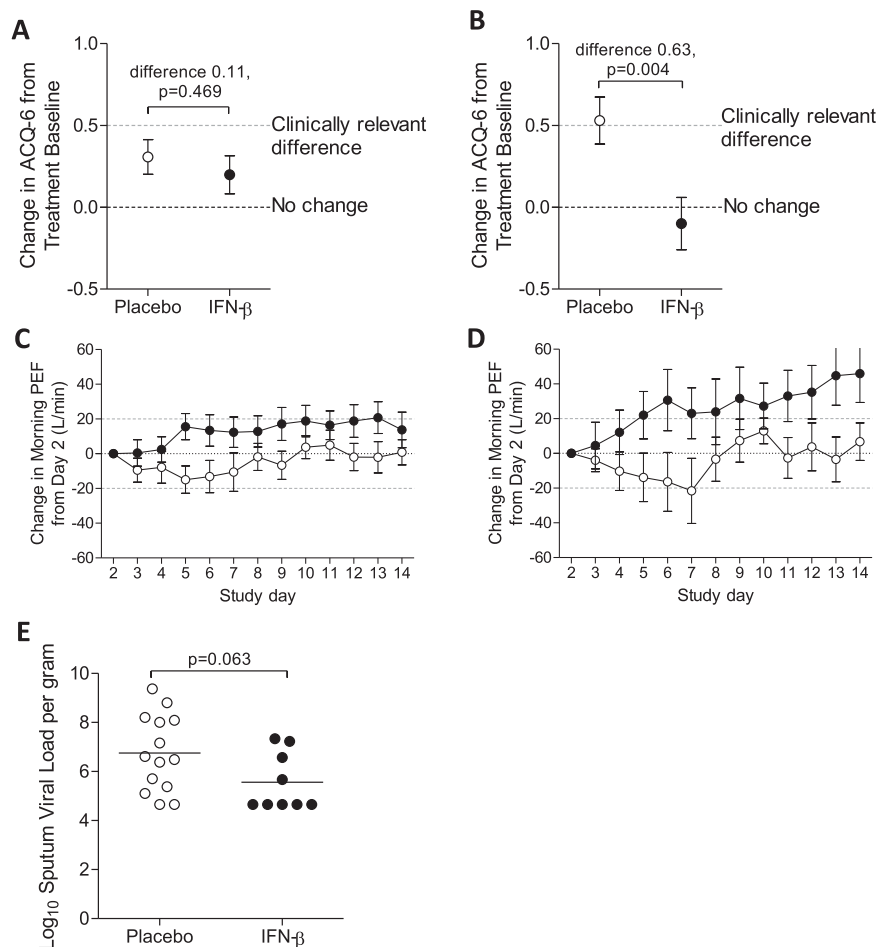 A
1.0
0.5
0.0
-0.5
Change in ACQ-6 from
Treatment Baseline
difference 0.11,
p=0.469
Clinically relevant
difference
No change
Placebo
IFN-β
B
1.0
0.5
0.0
-0.5
Change in ACQ-6 from
Treatment Baseline
difference 0.63,
p=0.004
Clinically relevant
difference
No change
Placebo
IFN-β
C
60
40
20
0
-20
-40
-60
Change in Morning PEF
from Day 2 (L/min)
2 3 4 5 6 7 8 9 10 11 12 13 14
Study day
D
60
40
20
0
-20
-40
-60
Change in Morning PEF
from Day 2 (L/min)
2 3 4 5 6 7 8 9 10 11 12 13 14
Study day
E
10
8
6
4
2
0
Log10 Sputum Viral Load per gram
p=0.063
Placebo
IFN-β